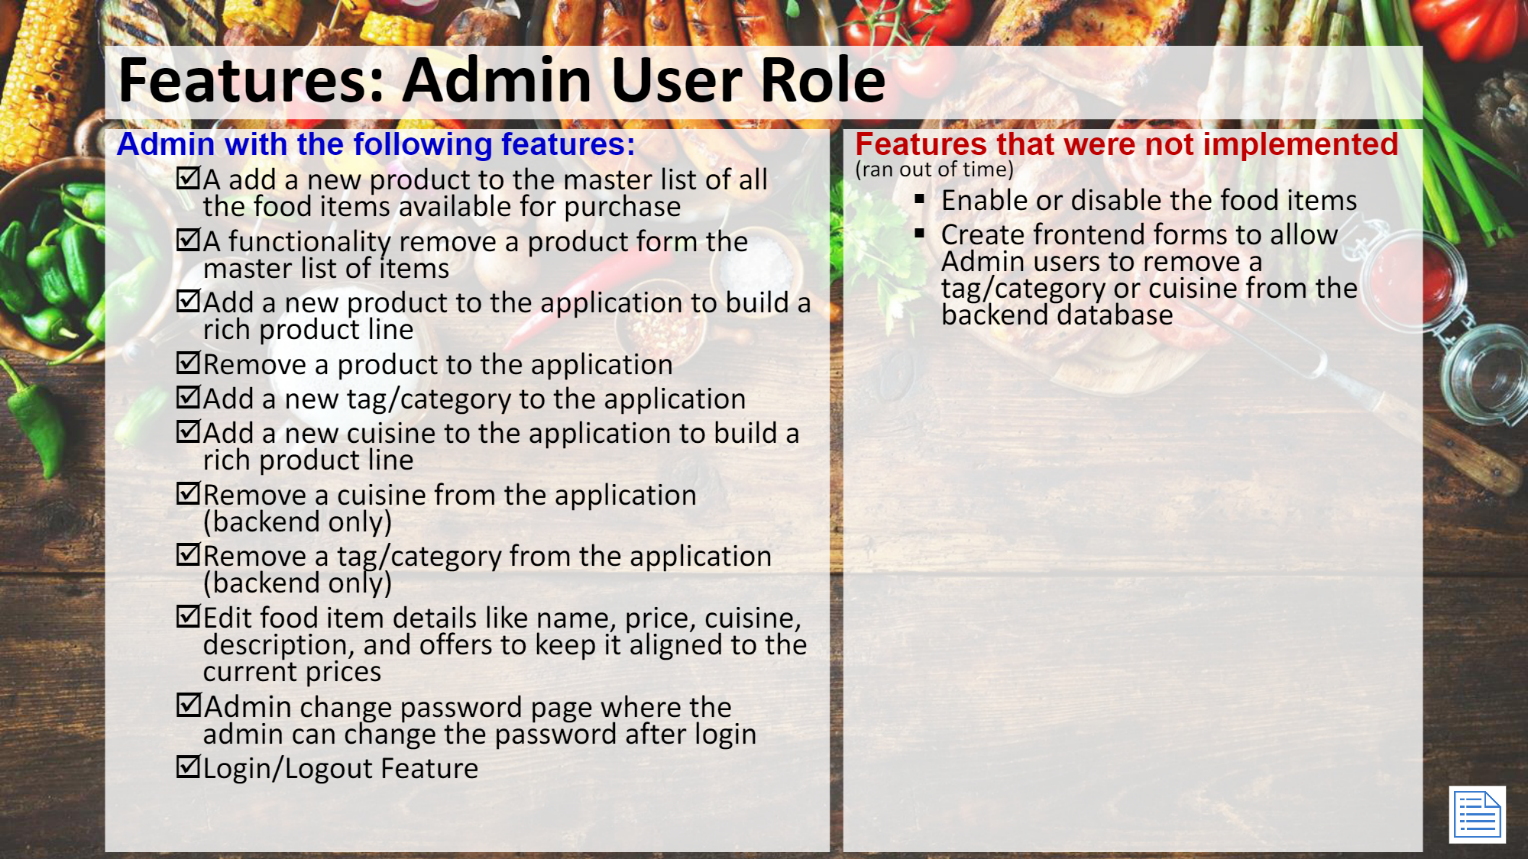 Features: Admin User Role
Admin with the following features:
☑A add a new product to the master list of all
the food items available for purchase
☑A functionality remove a product form the
master list of items
☑Add a new product to the application to build a
rich product line
☑Remove a product to the application
☑Add a new tag/category to the application
☑Add a new cuisine to the application to build a
rich product line
☑Remove a cuisine from the application
(backend only)
☑Remove a tag/category from the application
(backend only)
☑Edit food item details like name, price, cuisine,
description, and offers to keep it aligned to the
current prices
☑Admin change password page where the
admin can change the password after login
☑Login/Logout Feature
Features that were not implemented
(ran out of time)
▪ Enable or disable the food items
▪ Create frontend forms to allow
Admin users to remove a
tag/category or cuisine from the
backend database